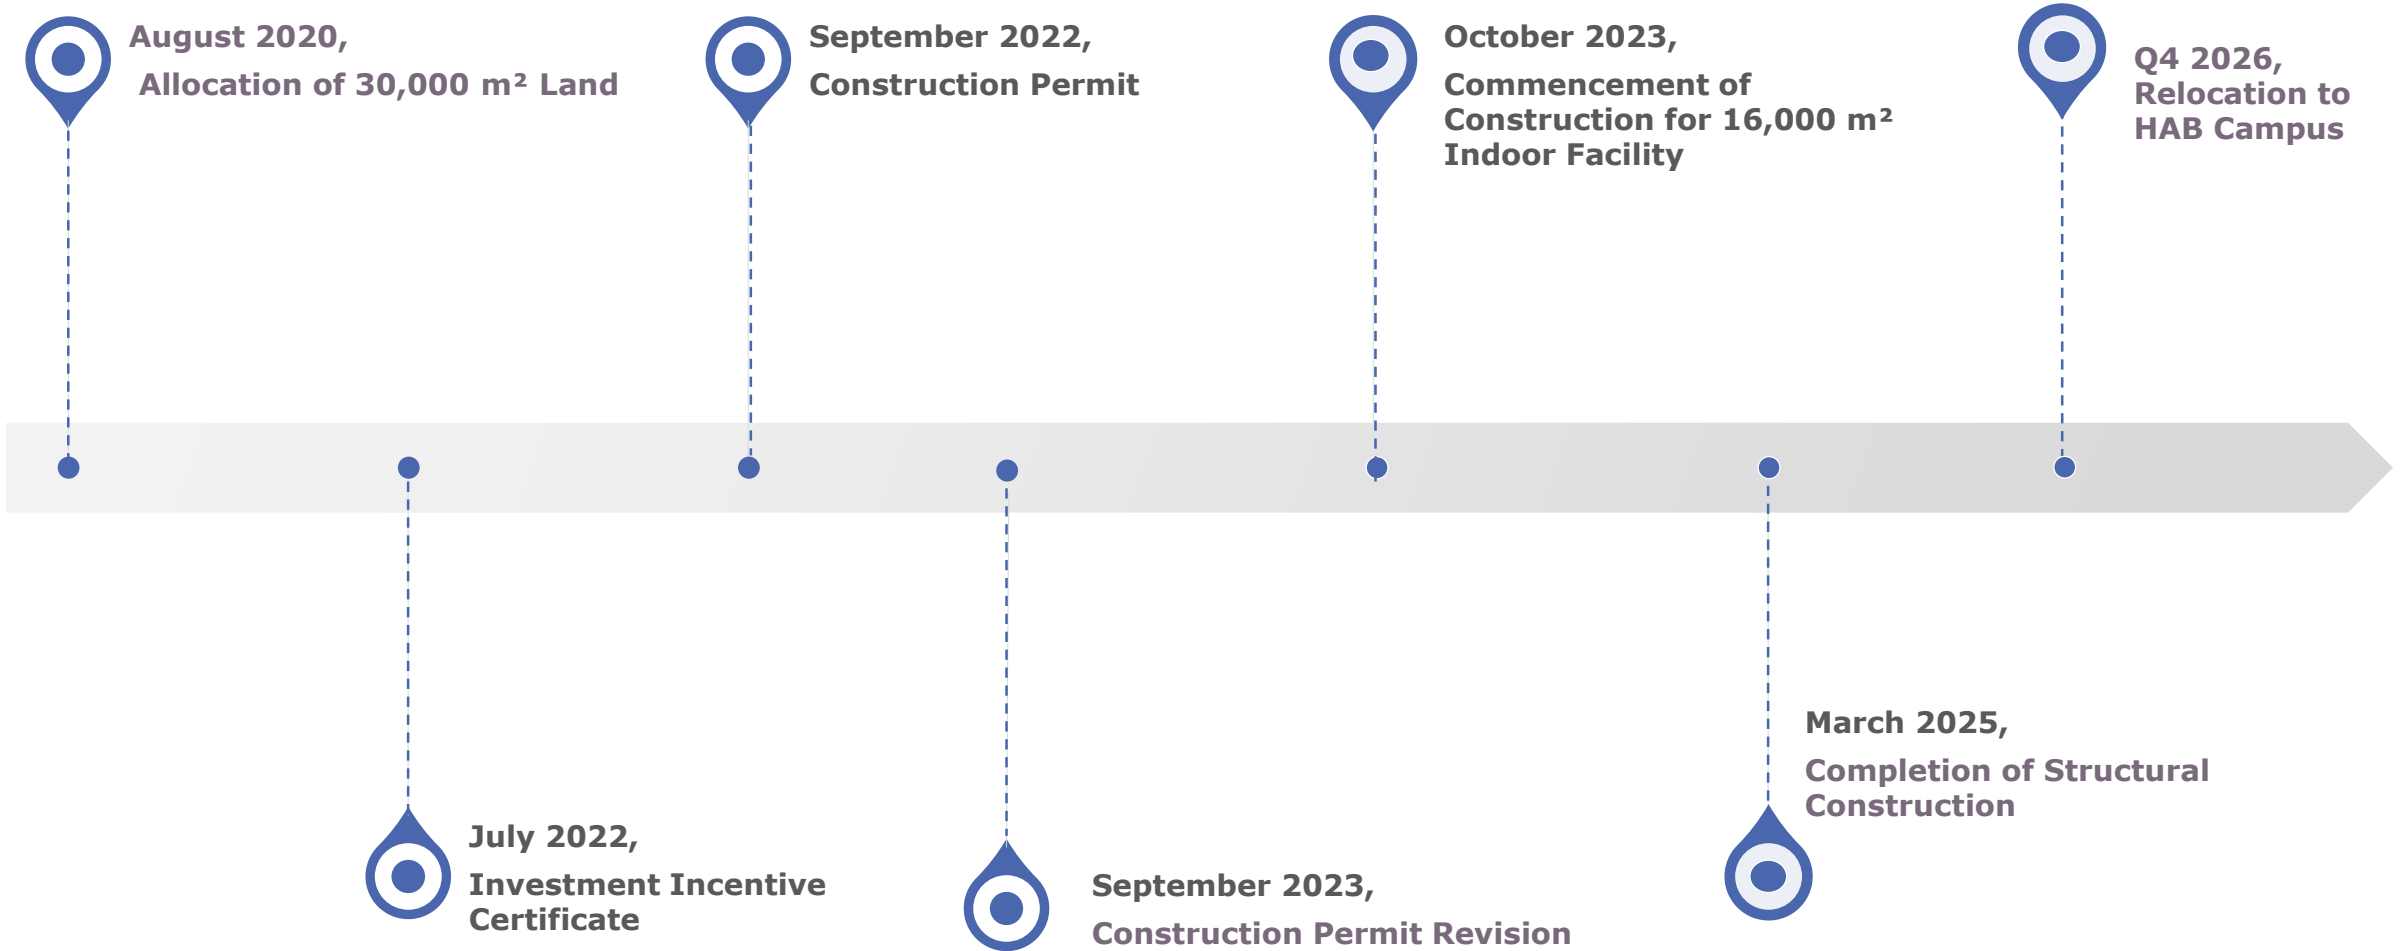 August 2020,
Allocation of 30,000 m² Land
September 2022,
Construction Permit
October 2023,
Commencement of
Construction for 16,000 m²
Indoor Facility
Q4 2026,
Relocation to
HAB Campus
July 2022,
Investment Incentive
Certificate
September 2023,
Construction Permit Revision
March 2025,
Completion of Structural
Construction